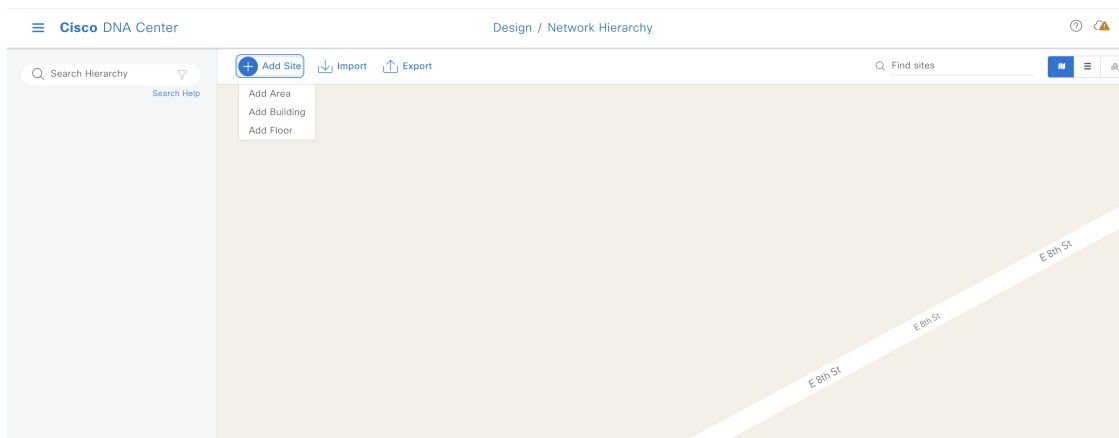 Cisco DNA Center
Design / Network Hierarchy
Search Hierarchy
Search Help
Add Site
Import
Export
Find sites
Add Area
Add Building
Add Floor
E 8th St
E 8th St
E 8th St